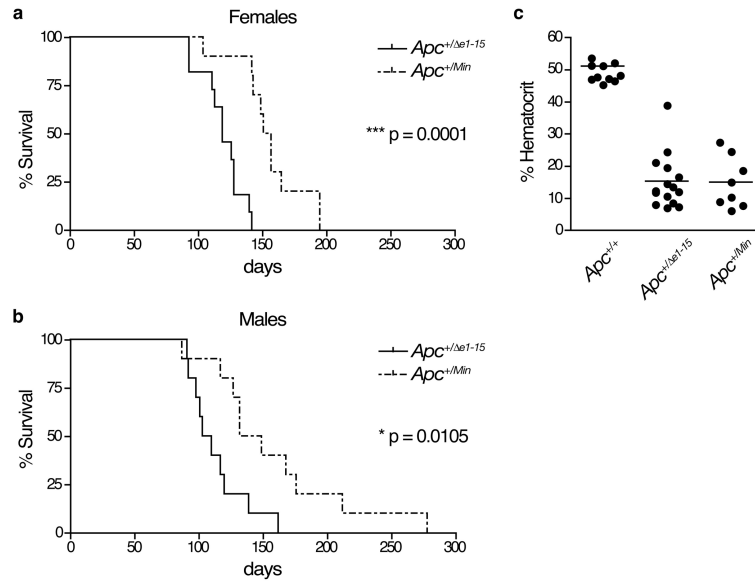 a
Females
Apc+/Δe1-15
Apc+/Min
*** p = 0.0001
% Survival
100
75
50
25
0
0 50 100 150 200 250 300
days
b
Males
Apc+/Δe1-15
Apc+/Min
* p = 0.0105
% Survival
100
75
50
25
0
0 50 100 150 200 250 300
days
c
% Hematocrit
60
50
40
30
20
10
0
Apc+/+
Apc+/Δe1-15
Apc+/Min